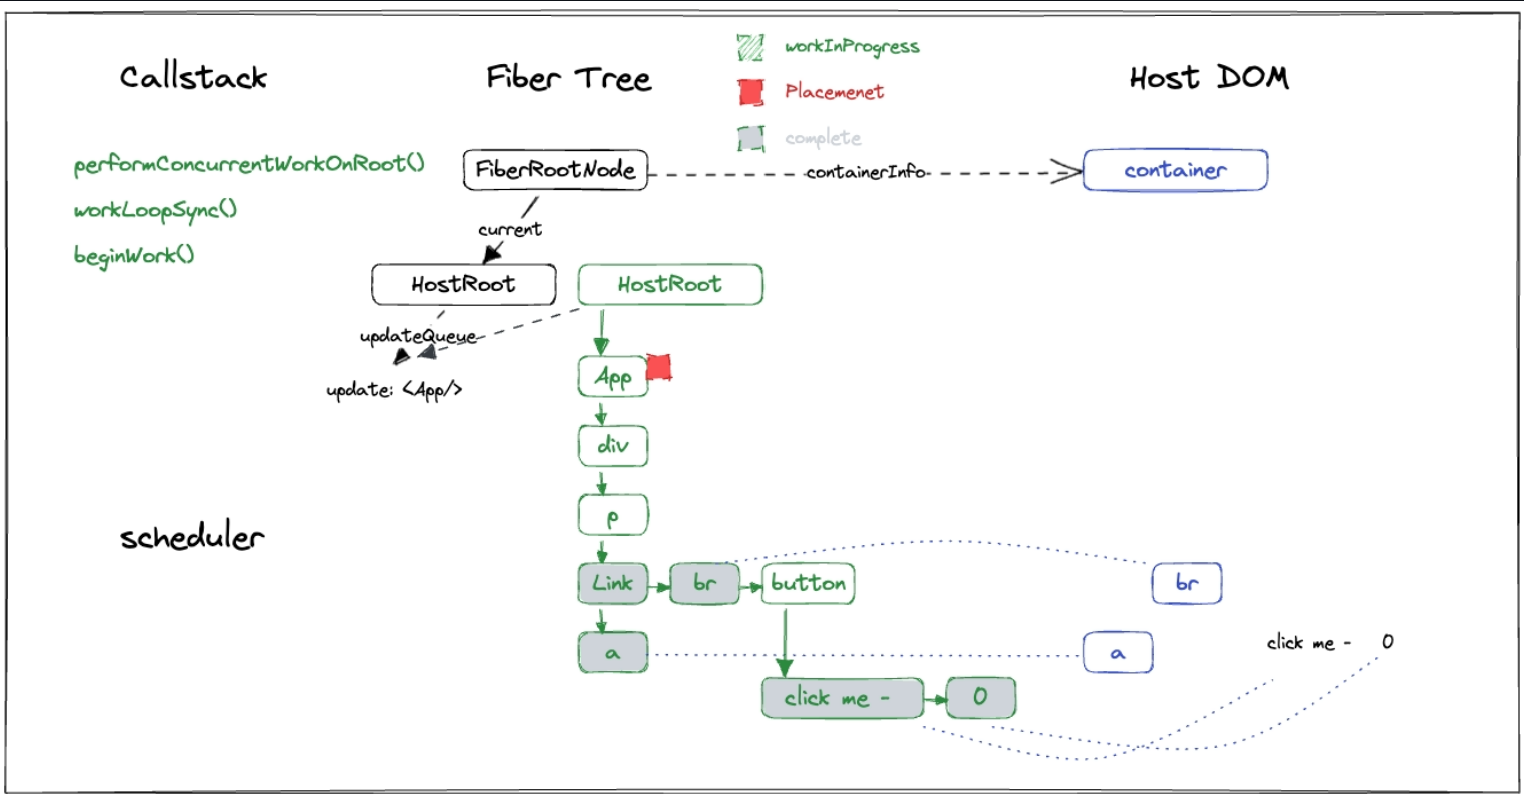 Callstack
Fiber Tree
Host DOM
workInProgress
Placemenet
complete
performConcurrentWorkOnRoot()
workLoopSync()
beginWork()
FiberRootNode
containerInfo
container
current
HostRoot
HostRoot
updateQueue
update: <App/>
App
div
p
scheduler
Link
br
button
br
a
a
click me -
0
click me -
0